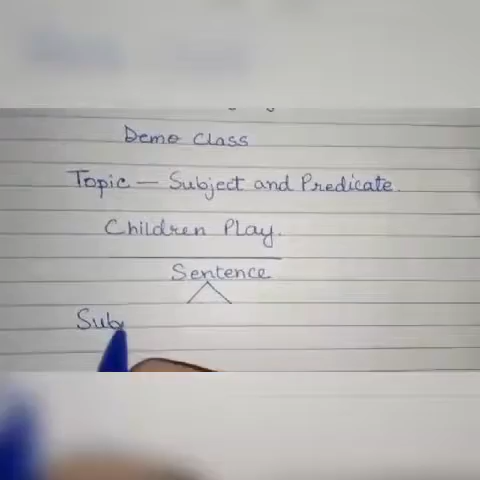 Demo Class
Topic — Subject and Predicate.
Children Play.
Sentence
Sub